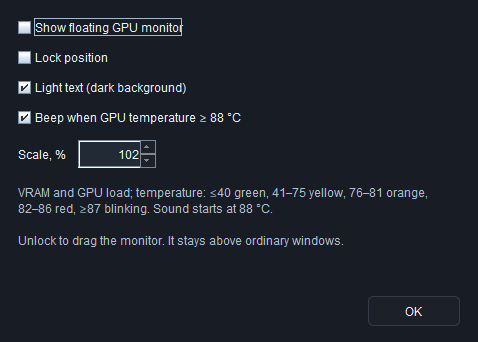 Show floating GPU monitor
Lock position
Light text (dark background)
Beep when GPU temperature ≥ 88 °C
Scale, % 102
VRAM and GPU load; temperature: ≤40 green, 41–75 yellow, 76–81 orange,
82–86 red, ≥87 blinking. Sound starts at 88 °C.
Unlock to drag the monitor. It stays above ordinary windows.
OK